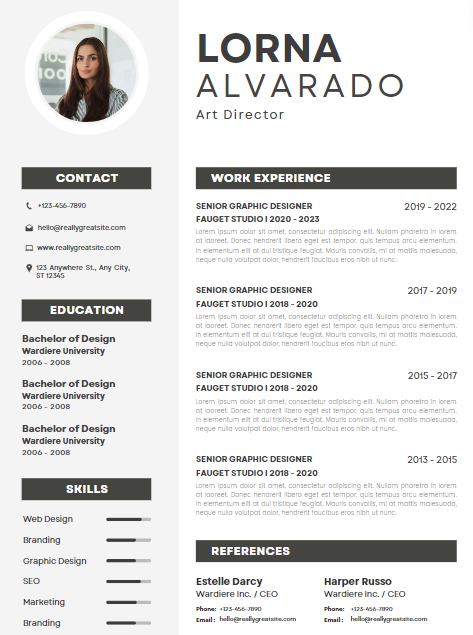 LORNA
ALVARADO
Art Director
CONTACT
+123-456-7890
hello@reallygreatsite.com
www.reallygreatsite.com
123 Anywhere St., Any City,
ST 12345
EDUCATION
Bachelor of Design
Wardiere University
2006 - 2008
Bachelor of Design
Wardiere University
2006 - 2008
Bachelor of Design
Wardiere University
2006 - 2008
SKILLS
Web Design
Branding
Graphic Design
SEO
Marketing
Branding
WORK EXPERIENCE
SENIOR GRAPHIC DESIGNER 2019 - 2022
FAUGET STUDIO I 2020 - 2023
Lorem ipsum dolor sit amet, consectetur adipiscing elit. Nullam pharetra in lorem
at laoreet. Donec hendrerit libero eget est tempor, quis tempus arcu elementum.
In elementum elit at dui tristique feugiat. Mauris convallis, mi at mattis malesuada,
neque nulla volutpat dolor, hendrerit faucibus eros nibh ut nunc.
SENIOR GRAPHIC DESIGNER 2017 - 2019
FAUGET STUDIO I 2018 - 2020
Lorem ipsum dolor sit amet, consectetur adipiscing elit. Nullam pharetra in lorem
at laoreet. Donec hendrerit libero eget est tempor, quis tempus arcu elementum.
In elementum elit at dui tristique feugiat. Mauris convallis, mi at mattis malesuada,
neque nulla volutpat dolor, hendrerit faucibus eros nibh ut nunc.
SENIOR GRAPHIC DESIGNER 2015 - 2017
FAUGET STUDIO I 2018 - 2020
Lorem ipsum dolor sit amet, consectetur adipiscing elit. Nullam pharetra in lorem
at laoreet. Donec hendrerit libero eget est tempor, quis tempus arcu elementum.
In elementum elit at dui tristique feugiat. Mauris convallis, mi at mattis malesuada,
neque nulla volutpat dolor, hendrerit faucibus eros nibh ut nunc.
SENIOR GRAPHIC DESIGNER 2013 - 2015
FAUGET STUDIO I 2018 - 2020
Lorem ipsum dolor sit amet, consectetur adipiscing elit. Nullam pharetra in lorem
at laoreet. Donec hendrerit libero eget est tempor, quis tempus arcu elementum.
In elementum elit at dui tristique feugiat. Mauris convallis, mi at mattis malesuada,
neque nulla volutpat dolor, hendrerit faucibus eros nibh ut nunc.
REFERENCES
Estelle Darcy
Wardiere Inc. / CEO
Phone: +123-456-7890
Email : hello@reallygreatsite.com
Harper Russo
Wardiere Inc. / CEO
Phone: +123-456-7890
Email : hello@reallygreatsite.com